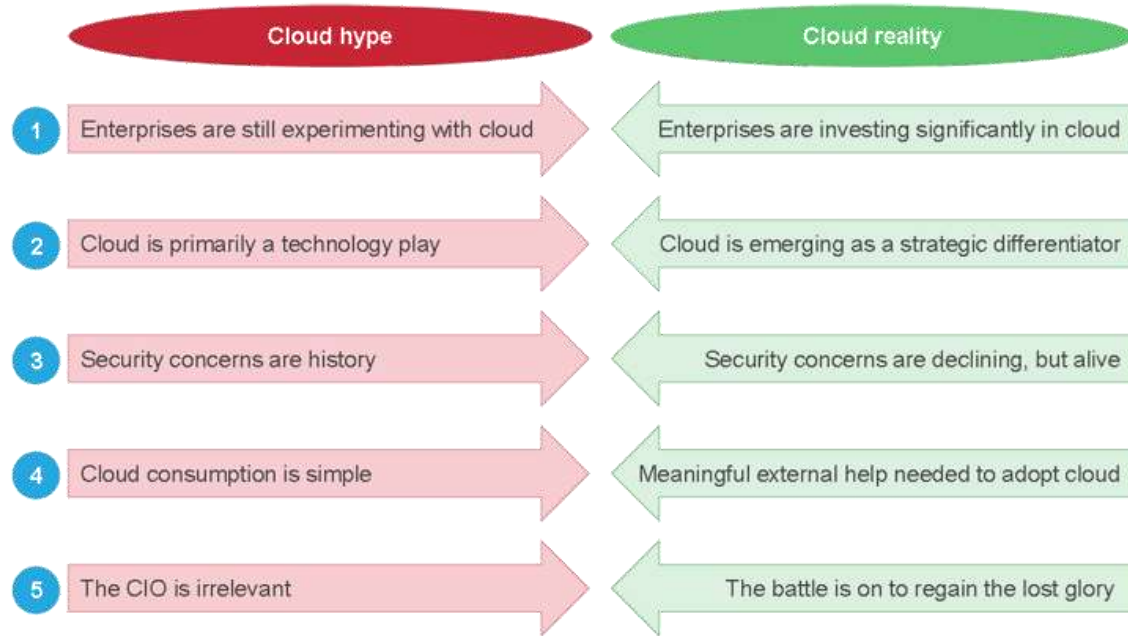 Cloud hype
Cloud reality
1
Enterprises are still experimenting with cloud
Enterprises are investing significantly in cloud
2
Cloud is primarily a technology play
Cloud is emerging as a strategic differentiator
3
Security concerns are history
Security concerns are declining, but alive
4
Cloud consumption is simple
Meaningful external help needed to adopt cloud
5
The CIO is irrelevant
The battle is on to regain the lost glory